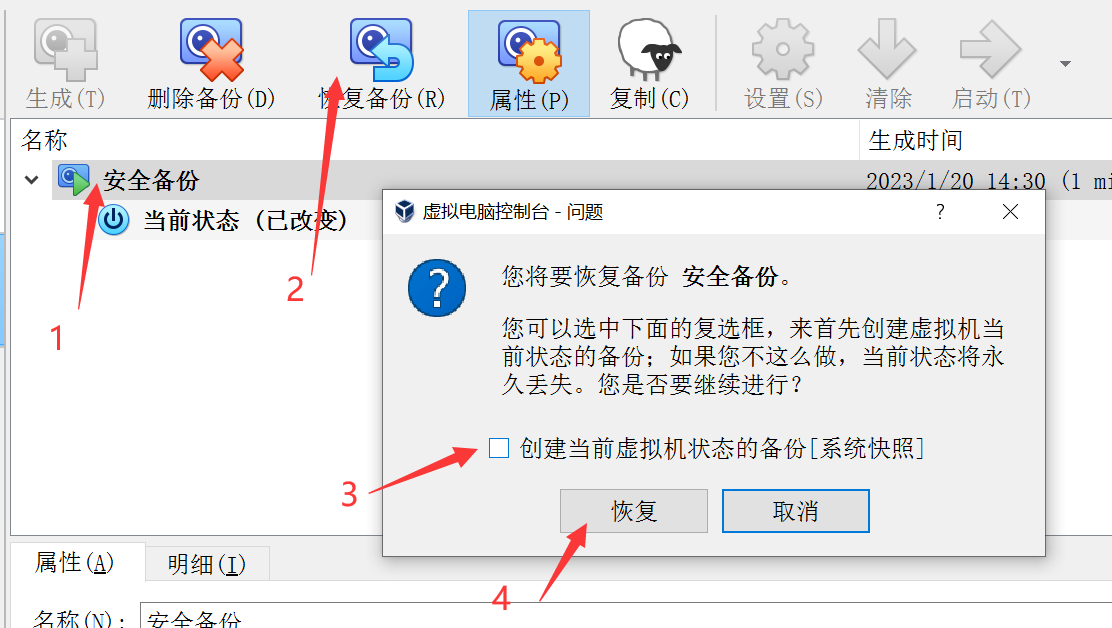 生成(T) 删除备份(D) 恢复备份(R) 属性(P) 复制(C) 设置(S) 清除 启动(T)
名称 生成时间
安全备份 2023/1/20 14:30 (1 mi
当前状态 (已改变)
虚拟电脑控制台 - 问题 ?
您将要恢复备份 安全备份。
您可以选中下面的复选框，来首先创建虚拟机当
前状态的备份；如果您不这么做，当前状态将永
久丢失。您是否要继续进行？
创建当前虚拟机状态的备份[系统快照]
恢复 取消
1
2
3
4
属性(A) 明细(I)
名称(N): 安全备份